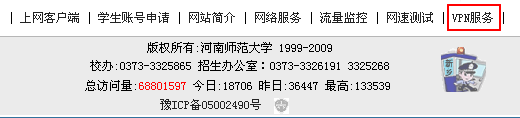 | 上网客户端 | 学生账号申请 | 网站简介 | 网络服务 | 流量监控 | 网速测试 | VPN服务
版权所有:河南师范大学 1999-2009
校办:0373-3325865 招生办公室：0373-3326191 3325268
总访问量:68801597 今日:18706 昨日:36447 最高:133539
豫ICP备05002490号
新乡